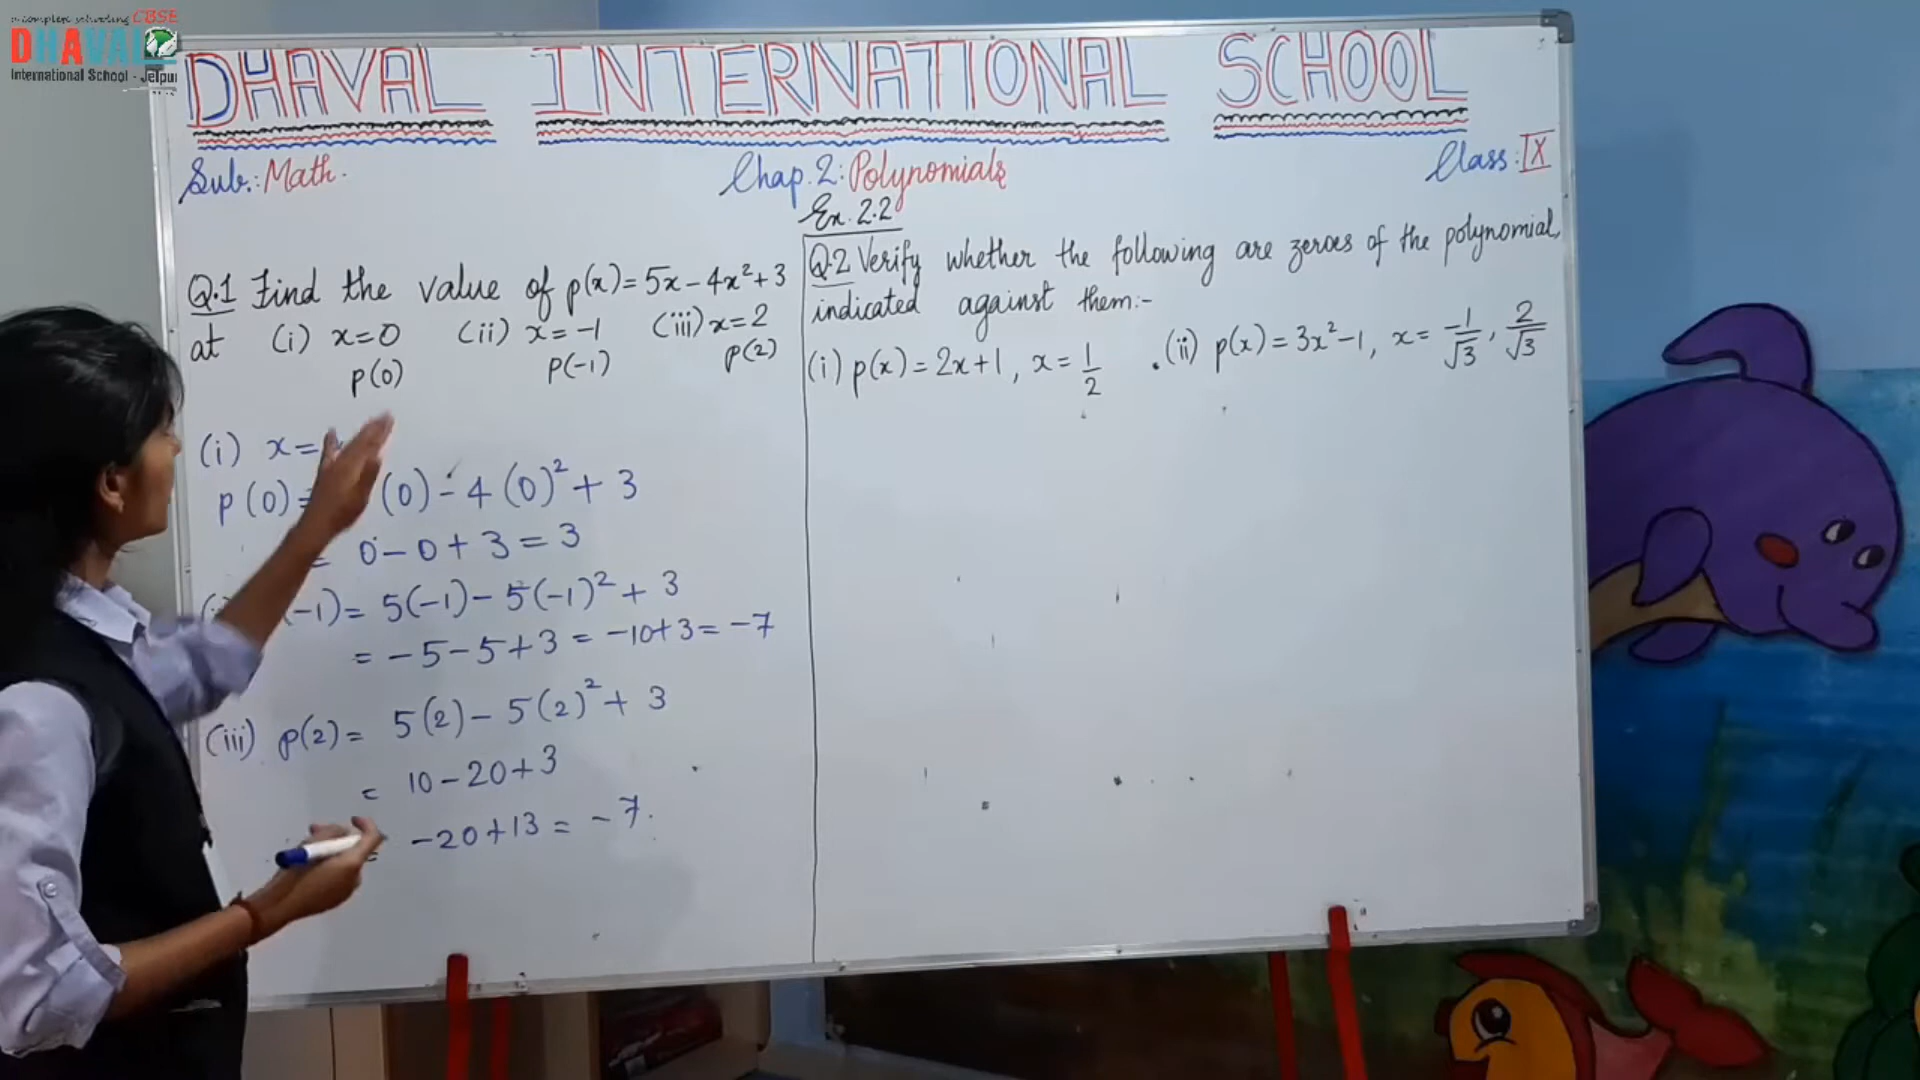 a complete schooling CBSE
DHAVAL
International School - Jetpur
DHAVAL INTERNATIONAL SCHOOL
Sub.: Math.
Chap. 2: Polynomials
Class: IX
Ex. 2.2
Q.1 Find the value of p(x) = 5x - 4x² + 3
at (i) x=0 (ii) x=-1 (iii) x=2
p(0) p(-1) p(2)
(i) x=
p(0) = (0) - 4(0)² + 3
= 0 - 0 + 3 = 3
(-1) = 5(-1) - 5(-1)² + 3
= -5 - 5 + 3 = -10+3 = -7
(iii) p(2) = 5(2) - 5(2)² + 3
= 10 - 20 + 3
= -20 + 13 = -7.
Q.2 Verify whether the following are zeroes of the polynomial,
indicated against them:-
(i) p(x) = 2x+1, x = 1/2 .(ii) p(x) = 3x²-1, x = -1/√3, 2/√3